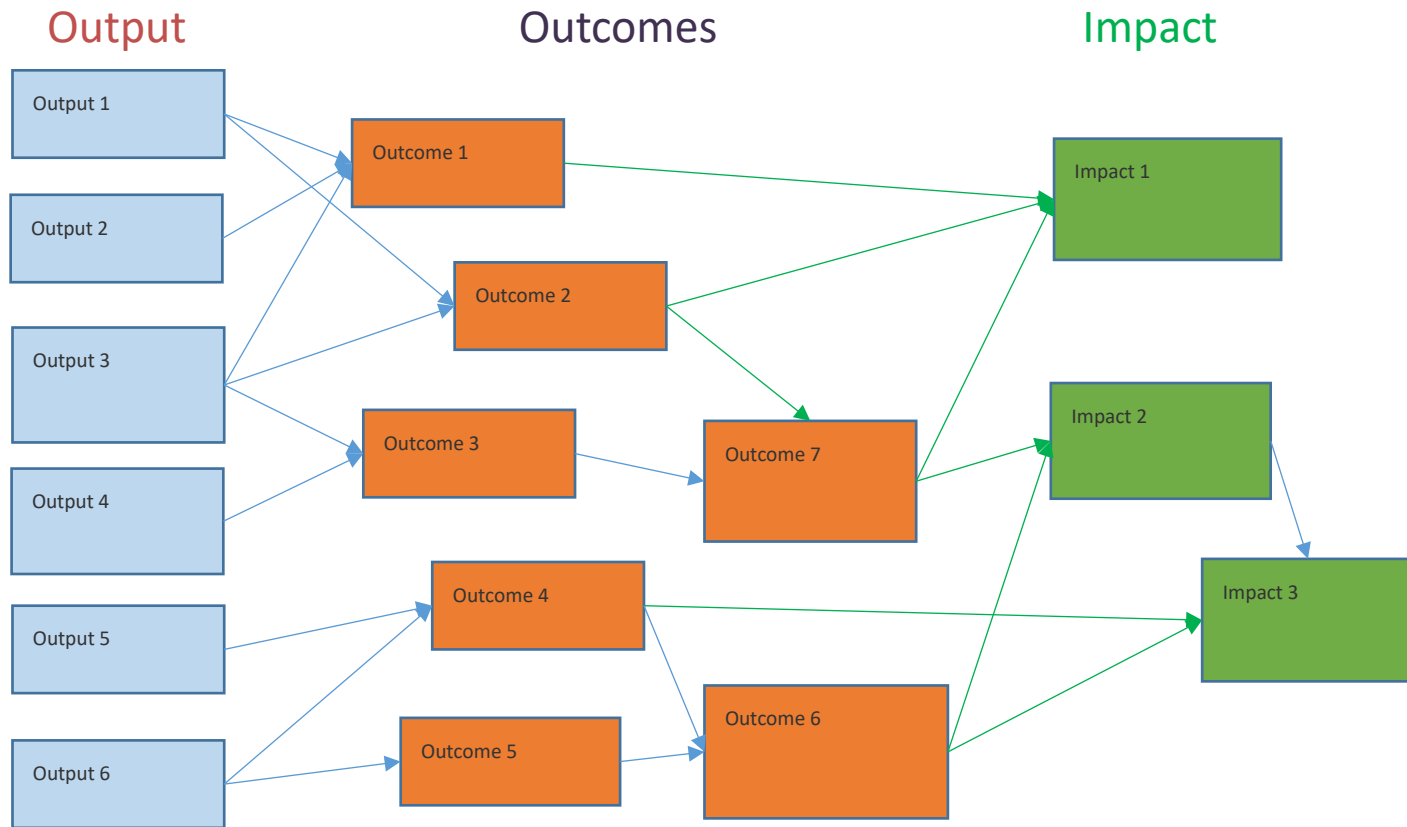 Output
Outcomes
Impact
Output 1
Output 2
Output 3
Output 4
Output 5
Output 6
Outcome 1
Outcome 2
Outcome 3
Outcome 7
Outcome 4
Outcome 5
Outcome 6
Impact 1
Impact 2
Impact 3